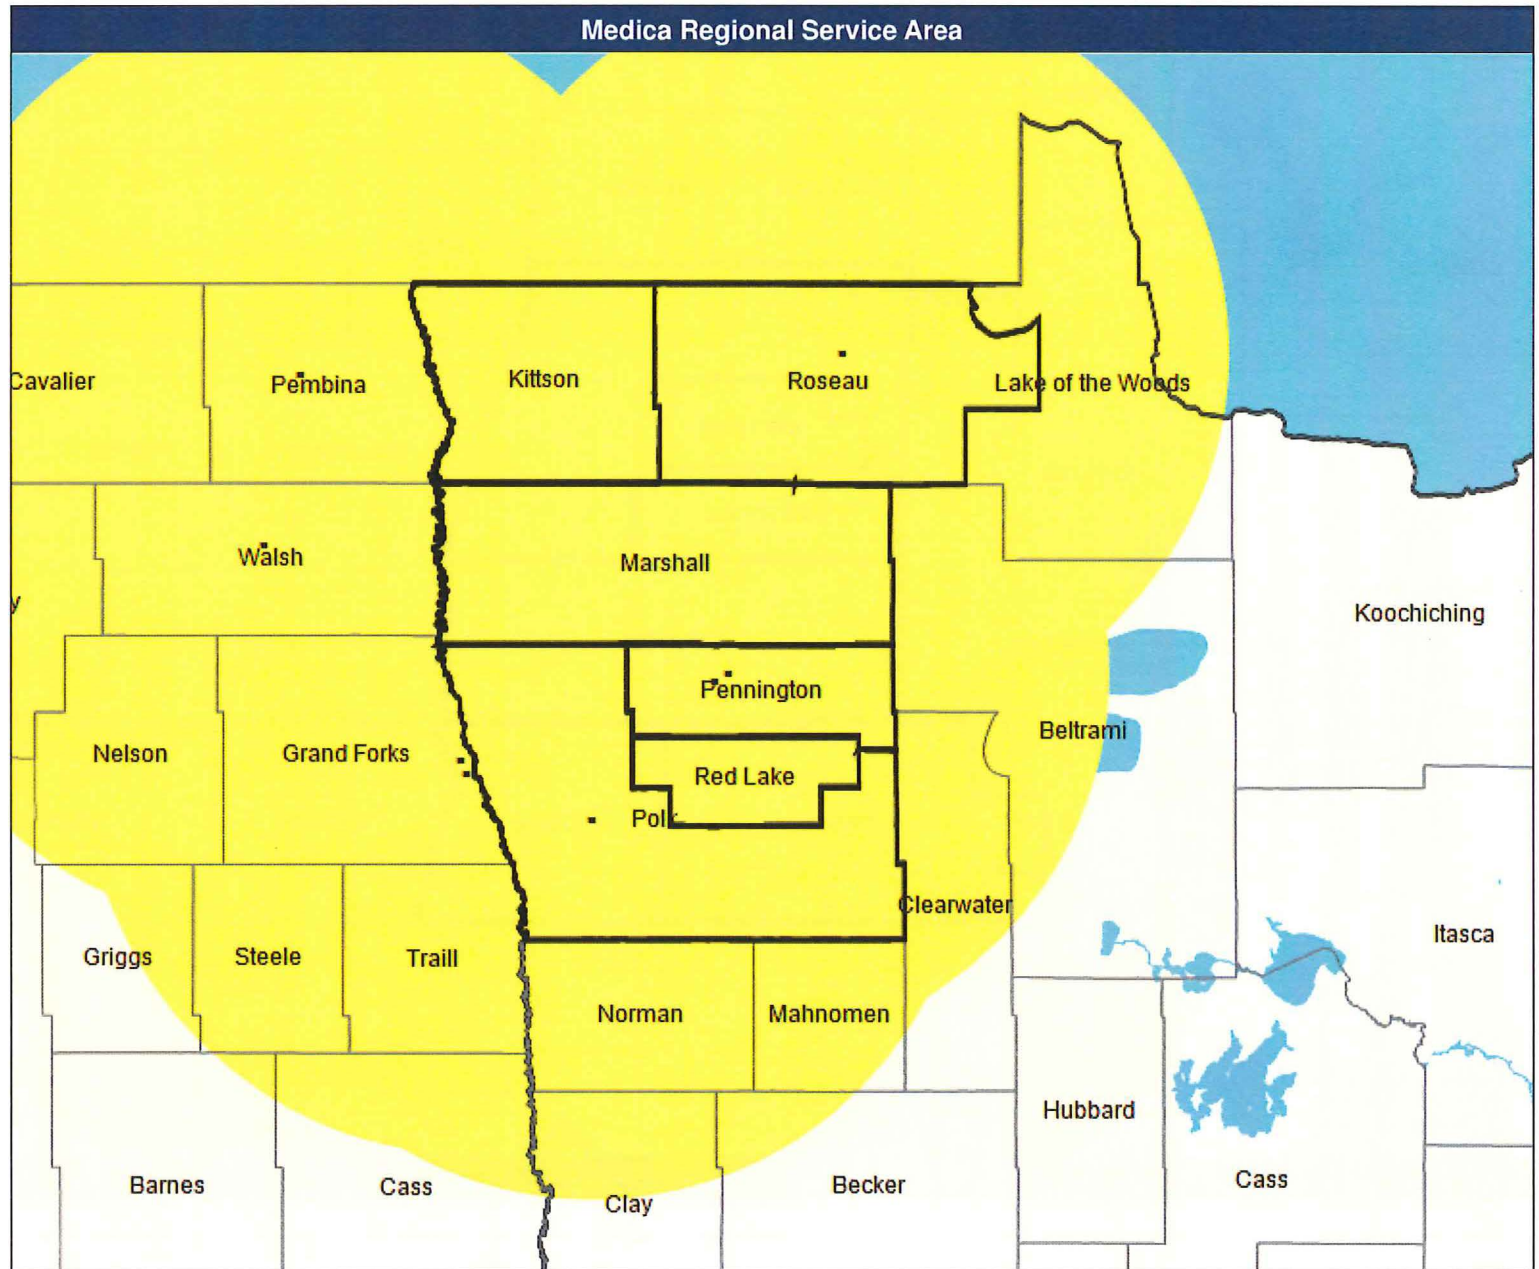 Medica Regional Service Area
Cavalier
Pembina
Kittson
Roseau
Lake of the Woods
Walsh
Marshall
y
Koochiching
Pennington
Nelson
Grand Forks
Red Lake
Beltrami
Polk
Clearwater
Griggs
Steele
Traill
Itasca
Norman
Mahnomen
Hubbard
Barnes
Cass
Clay
Becker
Cass